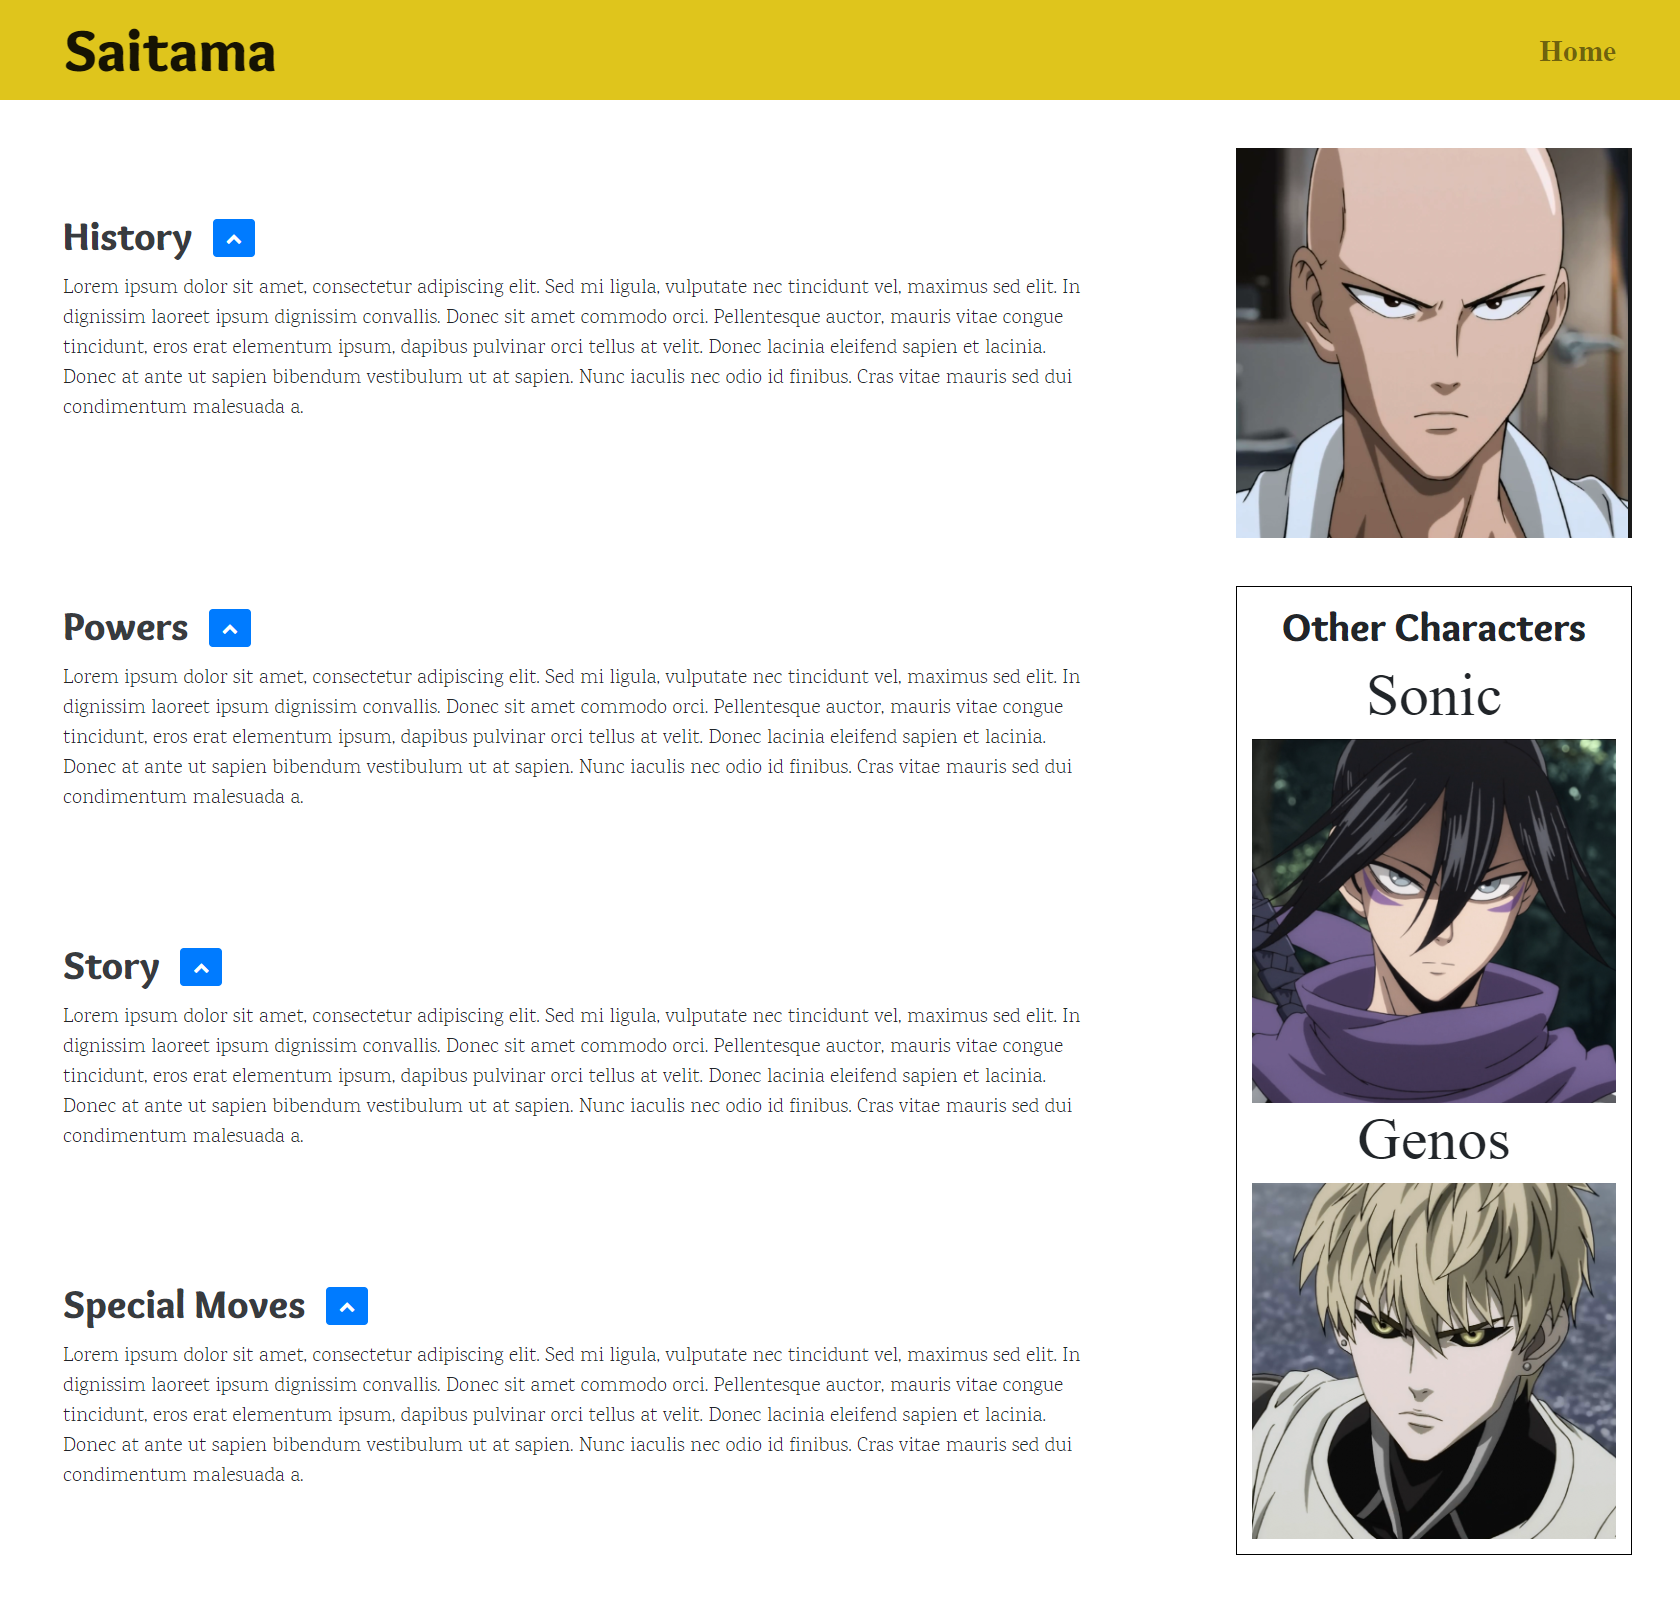 Saitama
Home
History
Lorem ipsum dolor sit amet, consectetur adipiscing elit. Sed mi ligula, vulputate nec tincidunt vel, maximus sed elit. In
dignissim laoreet ipsum dignissim convallis. Donec sit amet commodo orci. Pellentesque auctor, mauris vitae congue
tincidunt, eros erat elementum ipsum, dapibus pulvinar orci tellus at velit. Donec lacinia eleifend sapien et lacinia.
Donec at ante ut sapien bibendum vestibulum ut at sapien. Nunc iaculis nec odio id finibus. Cras vitae mauris sed dui
condimentum malesuada a.
Powers
Lorem ipsum dolor sit amet, consectetur adipiscing elit. Sed mi ligula, vulputate nec tincidunt vel, maximus sed elit. In
dignissim laoreet ipsum dignissim convallis. Donec sit amet commodo orci. Pellentesque auctor, mauris vitae congue
tincidunt, eros erat elementum ipsum, dapibus pulvinar orci tellus at velit. Donec lacinia eleifend sapien et lacinia.
Donec at ante ut sapien bibendum vestibulum ut at sapien. Nunc iaculis nec odio id finibus. Cras vitae mauris sed dui
condimentum malesuada a.
Story
Lorem ipsum dolor sit amet, consectetur adipiscing elit. Sed mi ligula, vulputate nec tincidunt vel, maximus sed elit. In
dignissim laoreet ipsum dignissim convallis. Donec sit amet commodo orci. Pellentesque auctor, mauris vitae congue
tincidunt, eros erat elementum ipsum, dapibus pulvinar orci tellus at velit. Donec lacinia eleifend sapien et lacinia.
Donec at ante ut sapien bibendum vestibulum ut at sapien. Nunc iaculis nec odio id finibus. Cras vitae mauris sed dui
condimentum malesuada a.
Special Moves
Lorem ipsum dolor sit amet, consectetur adipiscing elit. Sed mi ligula, vulputate nec tincidunt vel, maximus sed elit. In
dignissim laoreet ipsum dignissim convallis. Donec sit amet commodo orci. Pellentesque auctor, mauris vitae congue
tincidunt, eros erat elementum ipsum, dapibus pulvinar orci tellus at velit. Donec lacinia eleifend sapien et lacinia.
Donec at ante ut sapien bibendum vestibulum ut at sapien. Nunc iaculis nec odio id finibus. Cras vitae mauris sed dui
condimentum malesuada a.
Other Characters
Sonic
Genos